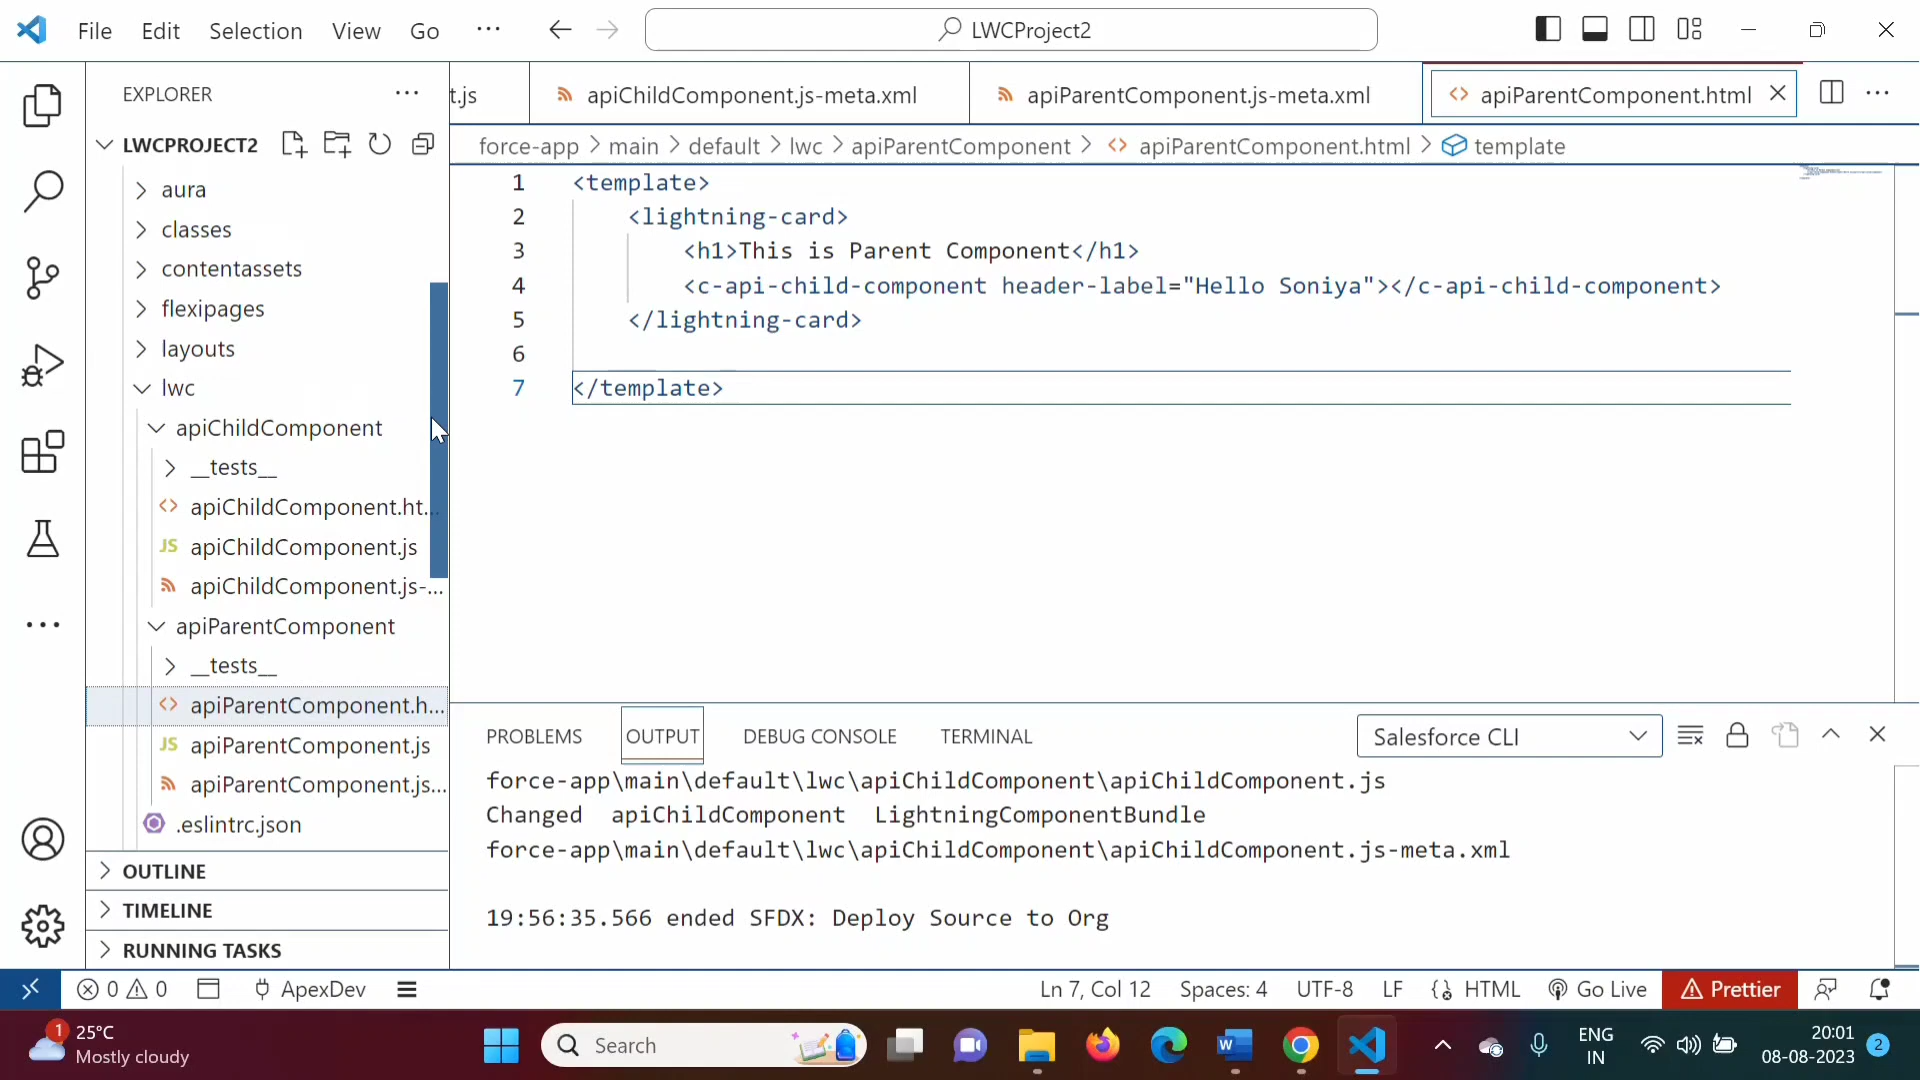 File Edit Selection View Go ··· LWCProject2
EXPLORER ···
t.js apiChildComponent.js-meta.xml apiParentComponent.js-meta.xml apiParentComponent.html
LWCPROJECT2
force-app > main > default > lwc > apiParentComponent > apiParentComponent.html > template
aura
classes
contentassets
flexipages
layouts
lwc
apiChildComponent
__tests__
apiChildComponent.ht...
apiChildComponent.js
apiChildComponent.js-...
apiParentComponent
__tests__
apiParentComponent.h...
apiParentComponent.js
apiParentComponent.js...
.eslintrc.json
OUTLINE
TIMELINE
RUNNING TASKS
1 <template>
2 <lightning-card>
3 <h1>This is Parent Component</h1>
4 <c-api-child-component header-label="Hello Soniya"></c-api-child-component>
5 </lightning-card>
6
7 </template>
PROBLEMS OUTPUT DEBUG CONSOLE TERMINAL Salesforce CLI
force-app\main\default\lwc\apiChildComponent\apiChildComponent.js
Changed apiChildComponent LightningComponentBundle
force-app\main\default\lwc\apiChildComponent\apiChildComponent.js-meta.xml
19:56:35.566 ended SFDX: Deploy Source to Org
0 0 ApexDev Ln 7, Col 12 Spaces: 4 UTF-8 LF HTML Go Live Prettier
1 25°C
Mostly cloudy
Search
ENG
IN
20:01
08-08-2023
2